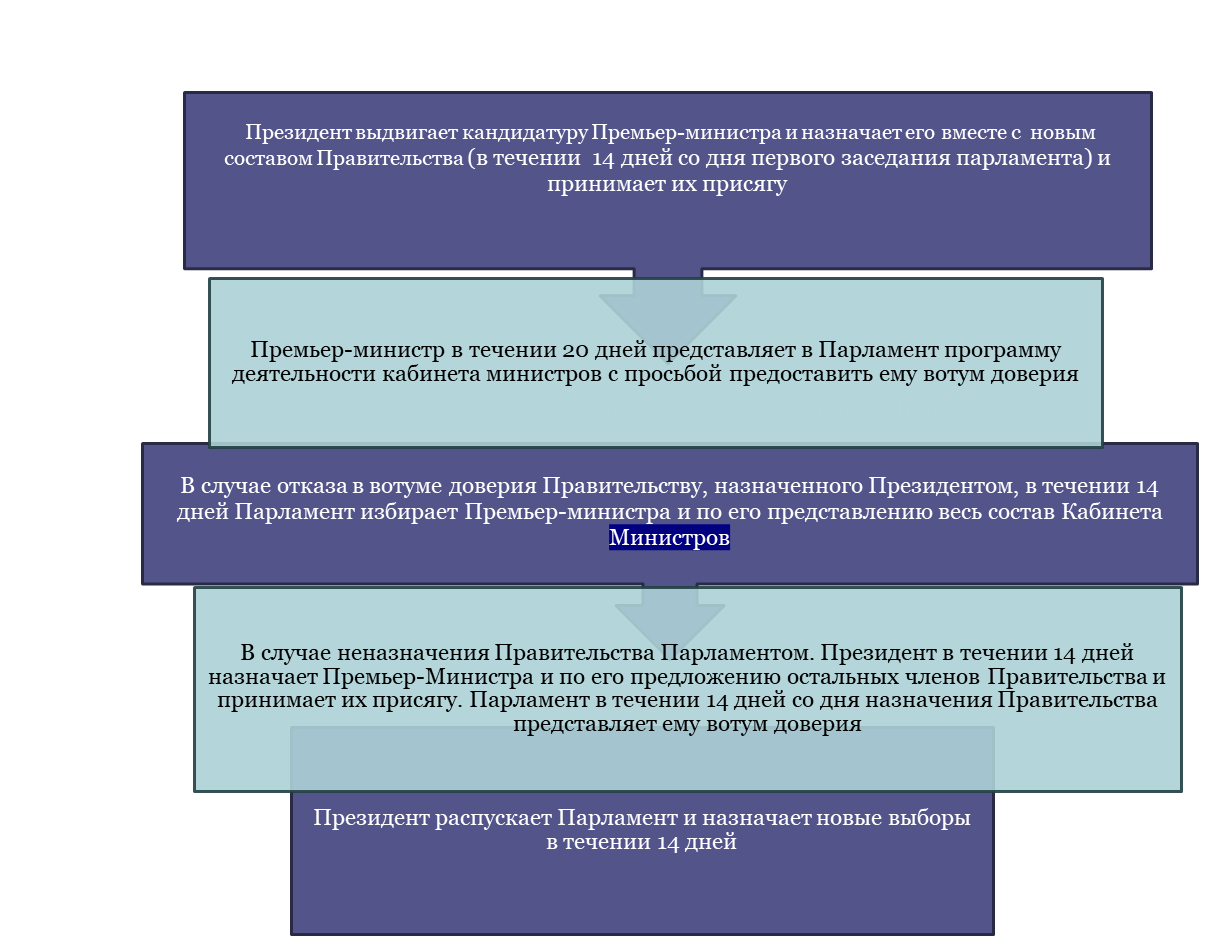 Президент выдвигает кандидатуру Премьер-министра и назначает его вместе с новым
составом Правительства (в течении 14 дней со дня первого заседания парламента) и
принимает их присягу
Премьер-министр в течении 20 дней представляет в Парламент программу
деятельности кабинета министров с просьбой предоставить ему вотум доверия
В случае отказа в вотуме доверия Правительству, назначенного Президентом, в течении 14
дней Парламент избирает Премьер-министра и по его представлению весь состав Кабинета
Министров
В случае неназначения Правительства Парламентом. Президент в течении 14 дней
назначает Премьер-Министра и по его предложению остальных членов Правительства и
принимает их присягу. Парламент в течении 14 дней со дня назначения Правительства
представляет ему вотум доверия
Президент распускает Парламент и назначает новые выборы
в течении 14 дней